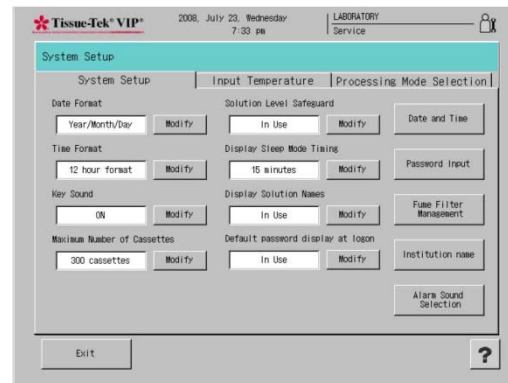 Tissue-Tek® VIP®
2008, July 23, Wednesday
7:33 pm
LABORATORY
Service
System Setup
System Setup
Input Temperature
Processing Mode Selection
Date Format
Year/Month/Day
Modify
Solution Level Safeguard
In Use
Modify
Date and Time
Time Format
12 hour format
Modify
Display Sleep Mode Timing
15 minutes
Modify
Password Input
Key Sound
ON
Modify
Display Solution Names
In Use
Modify
Fume Filter
Management
Maximum Number of Cassettes
300 cassettes
Modify
Default password display at logon
In Use
Modify
Institution name
Alarm Sound
Selection
Exit
?